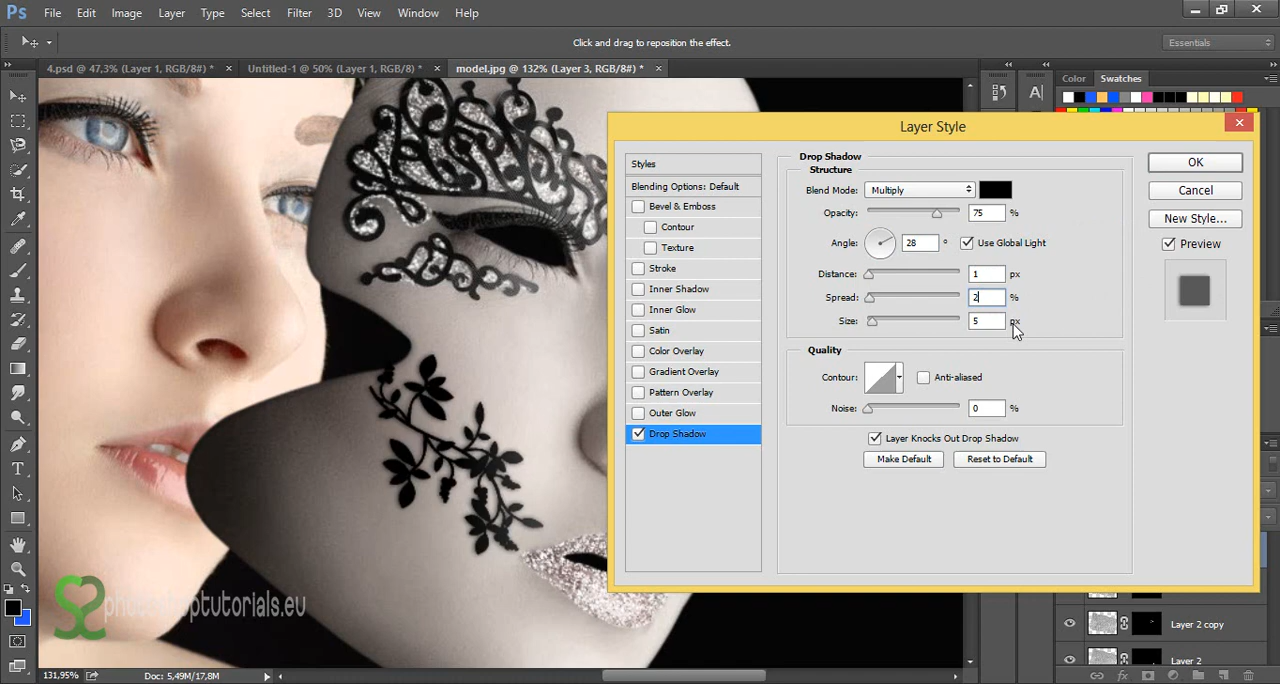 Ps File Edit Image Layer Type Select Filter 3D View Window Help
Click and drag to reposition the effect. Essentials
4.psd @ 47,3% (Layer 1, RGB/8#) * × Untitled-1 @ 50% (Layer 1, RGB/8) * × model.jpg @ 132% (Layer 3, RGB/8#) * ×
Color Swatches
Layer Style
Styles
Blending Options: Default
Bevel & Emboss
Contour
Texture
Stroke
Inner Shadow
Inner Glow
Satin
Color Overlay
Gradient Overlay
Pattern Overlay
Outer Glow
Drop Shadow
Drop Shadow
Structure
Blend Mode: Multiply
Opacity: 75 %
Angle: 28 ° Use Global Light
Distance: 1 px
Spread: 2 %
Size: 5 px
Quality
Contour: Anti-aliased
Noise: 0 %
Layer Knocks Out Drop Shadow
Make Default Reset to Default
OK
Cancel
New Style...
Preview
photoshoptutorials.eu
Layer 2 copy
Layer 2
131,95% Doc: 5,49M/17,8M